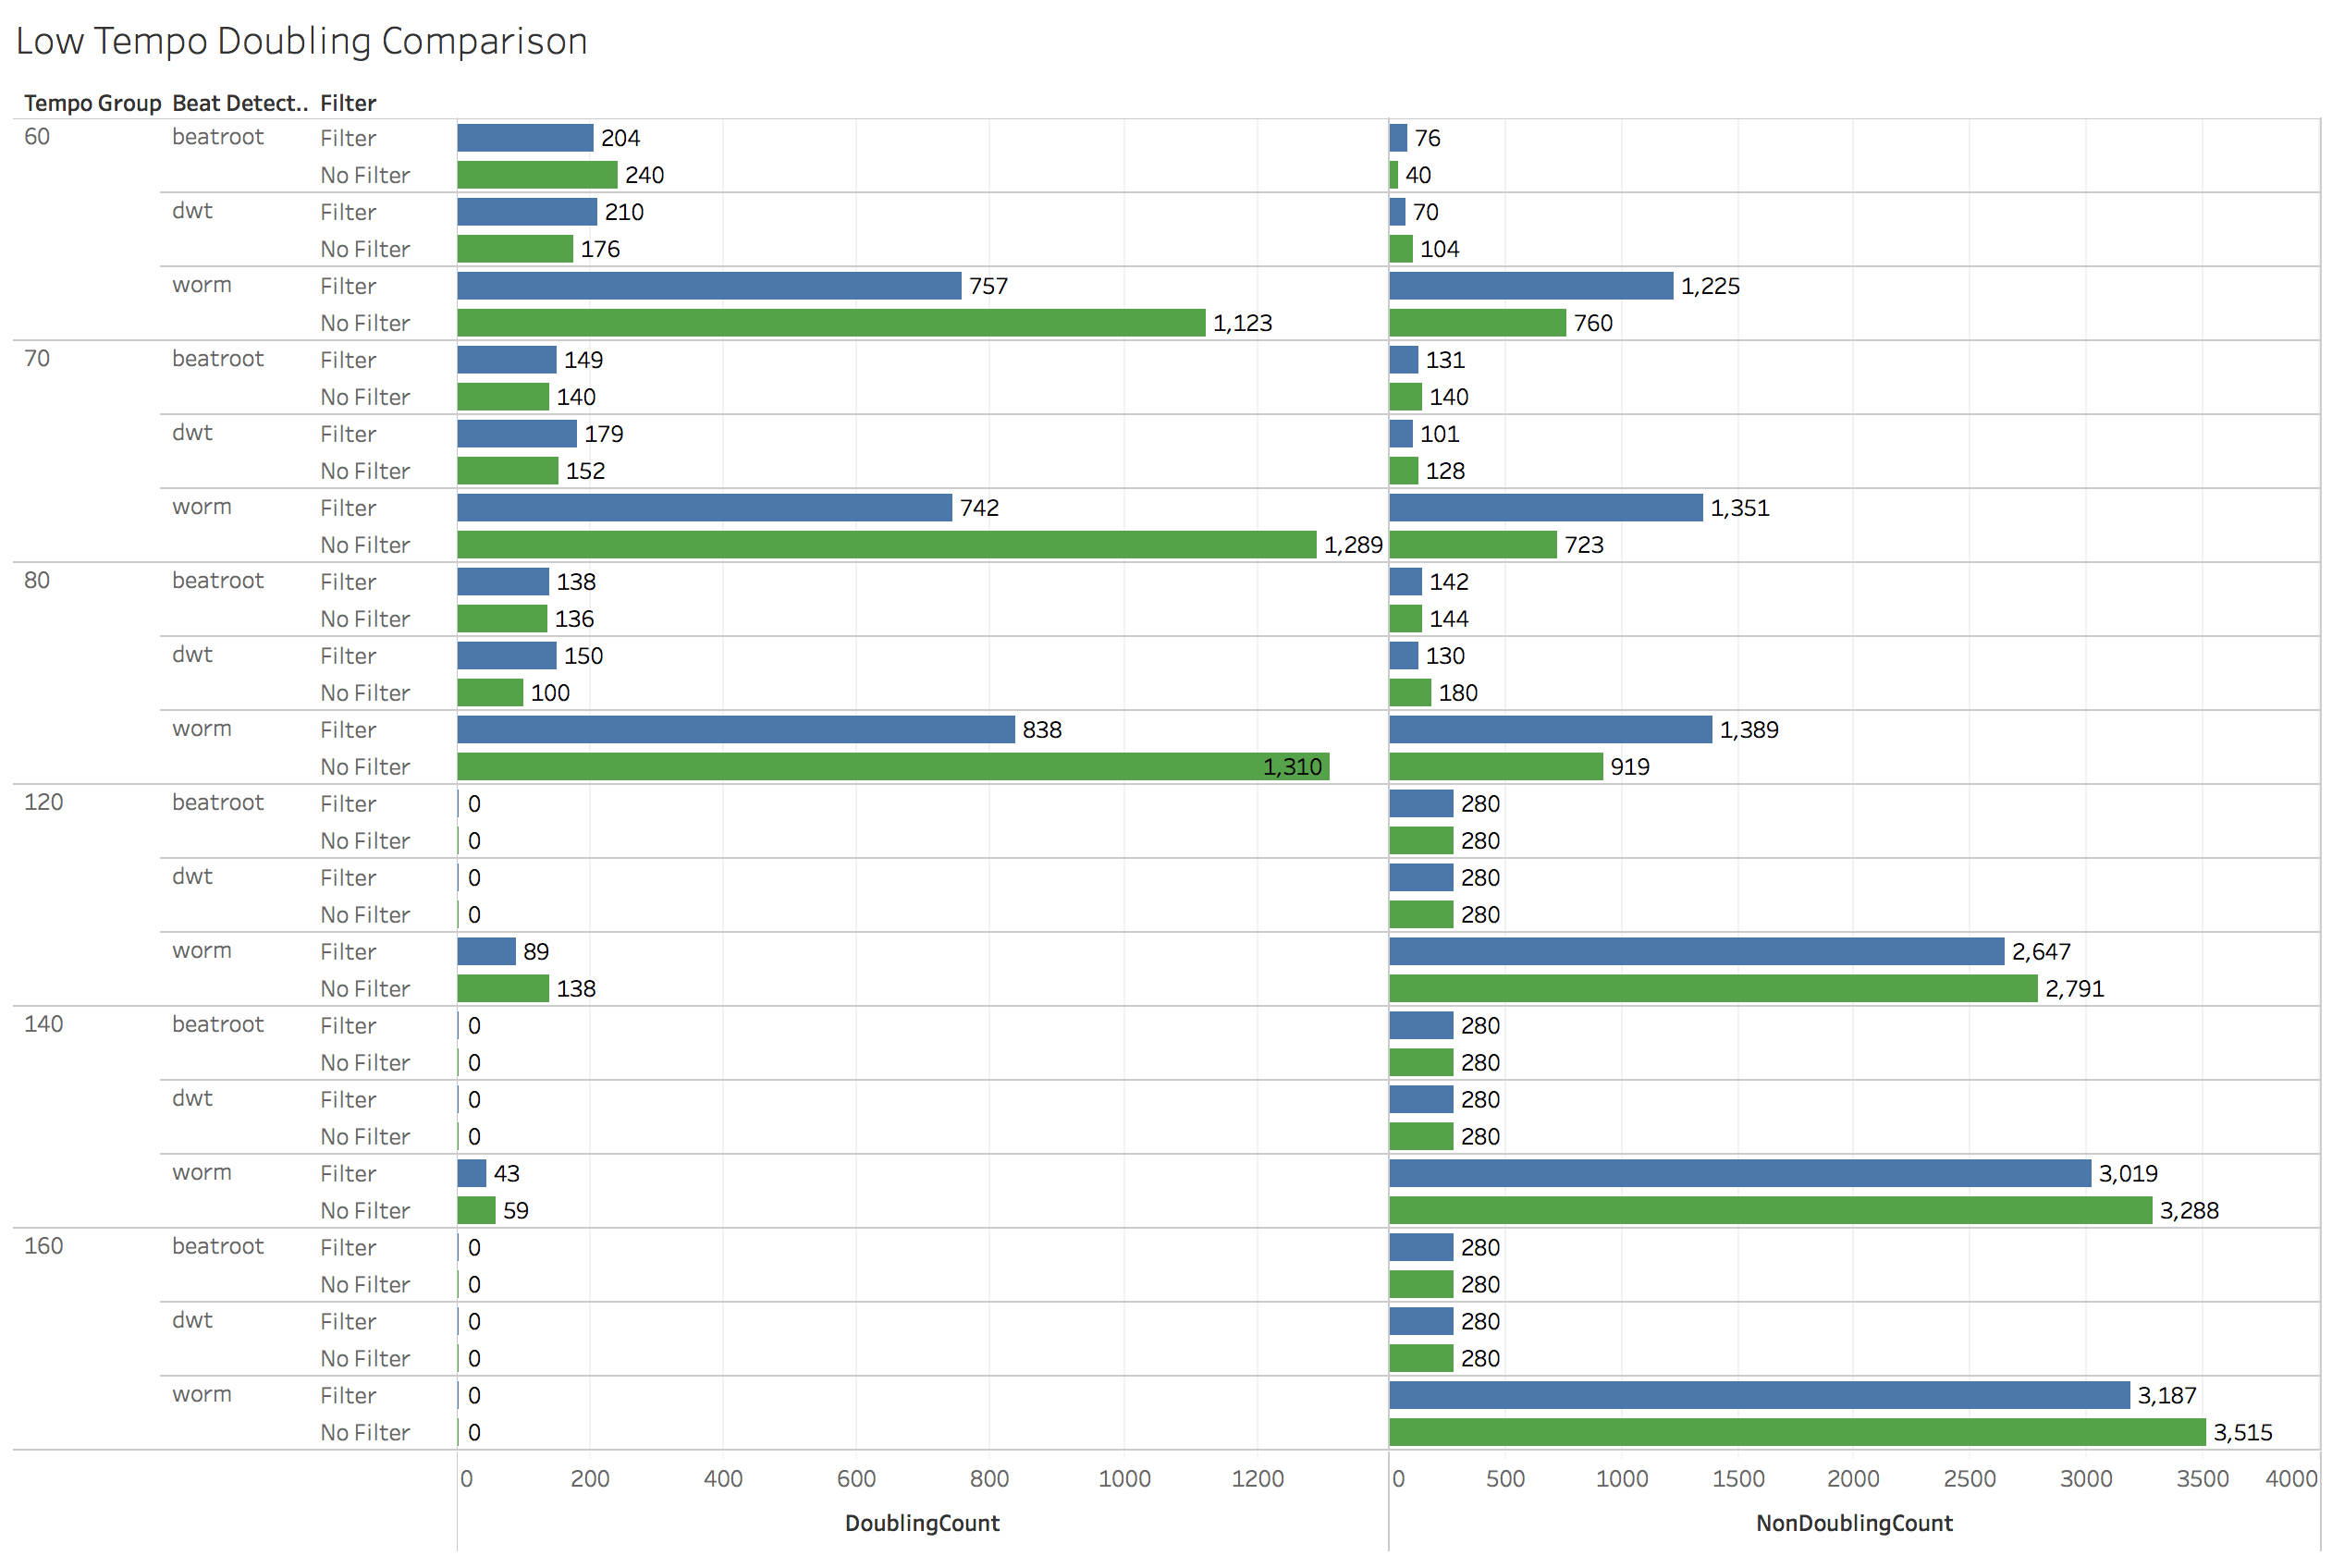 Low Tempo Doubling Comparison
Tempo Group Beat Detect.. Filter
60 beatroot Filter 204 76
No Filter 240 40
dwt Filter 210 70
No Filter 176 104
worm Filter 757 1,225
No Filter 1,123 760
70 beatroot Filter 149 131
No Filter 140 140
dwt Filter 179 101
No Filter 152 128
worm Filter 742 1,351
No Filter 1,289 723
80 beatroot Filter 138 142
No Filter 136 144
dwt Filter 150 130
No Filter 100 180
worm Filter 838 1,389
No Filter 1,310 919
120 beatroot Filter 0 280
No Filter 0 280
dwt Filter 0 280
No Filter 0 280
worm Filter 89 2,647
No Filter 138 2,791
140 beatroot Filter 0 280
No Filter 0 280
dwt Filter 0 280
No Filter 0 280
worm Filter 43 3,019
No Filter 59 3,288
160 beatroot Filter 0 280
No Filter 0 280
dwt Filter 0 280
No Filter 0 280
worm Filter 0 3,187
No Filter 0 3,515
0 200 400 600 800 1000 1200 0 500 1000 1500 2000 2500 3000 3500 4000
DoublingCount NonDoublingCount